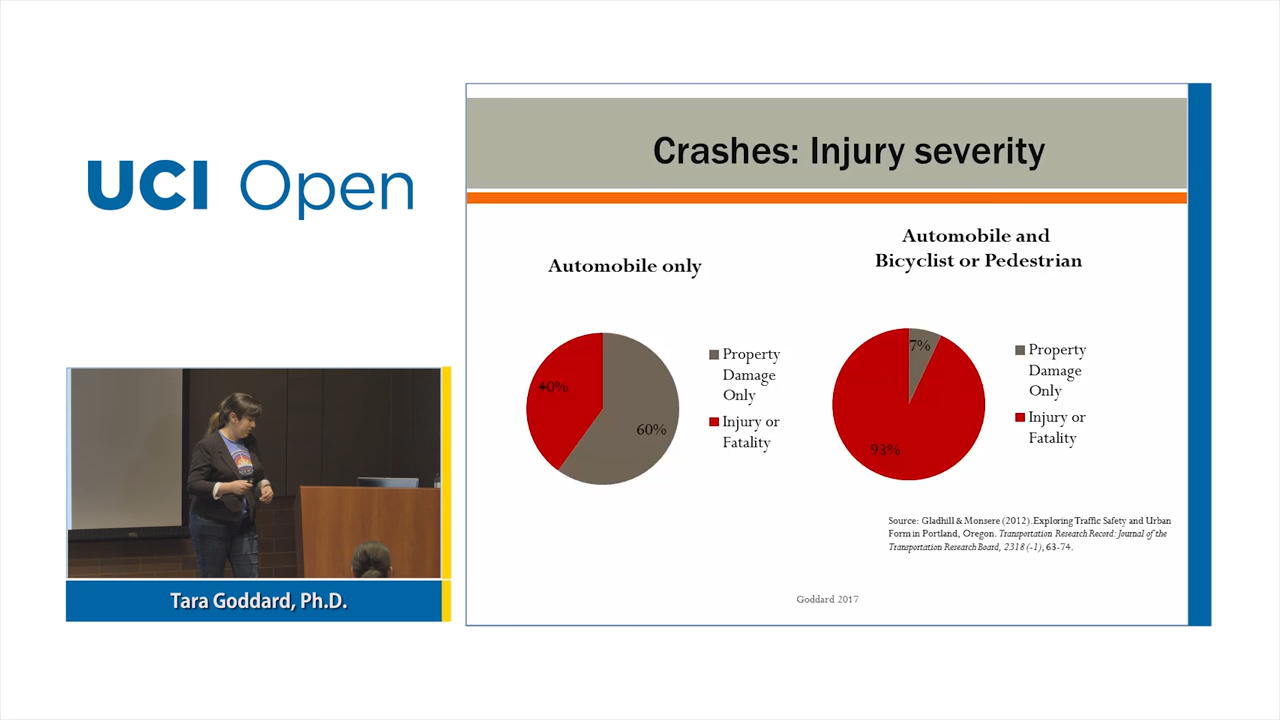 UCI Open
Tara Goddard, Ph.D.
Crashes: Injury severity
Automobile only
40%
60%
Property
Damage
Only
Injury or
Fatality
Automobile and
Bicyclist or Pedestrian
7%
93%
Property
Damage
Only
Injury or
Fatality
Source: Gladhill & Monsere (2012).Exploring Traffic Safety and Urban
Form in Portland, Oregon. Transportation Research Record: Journal of the
Transportation Research Board, 2318 (-1), 63-74.
Goddard 2017